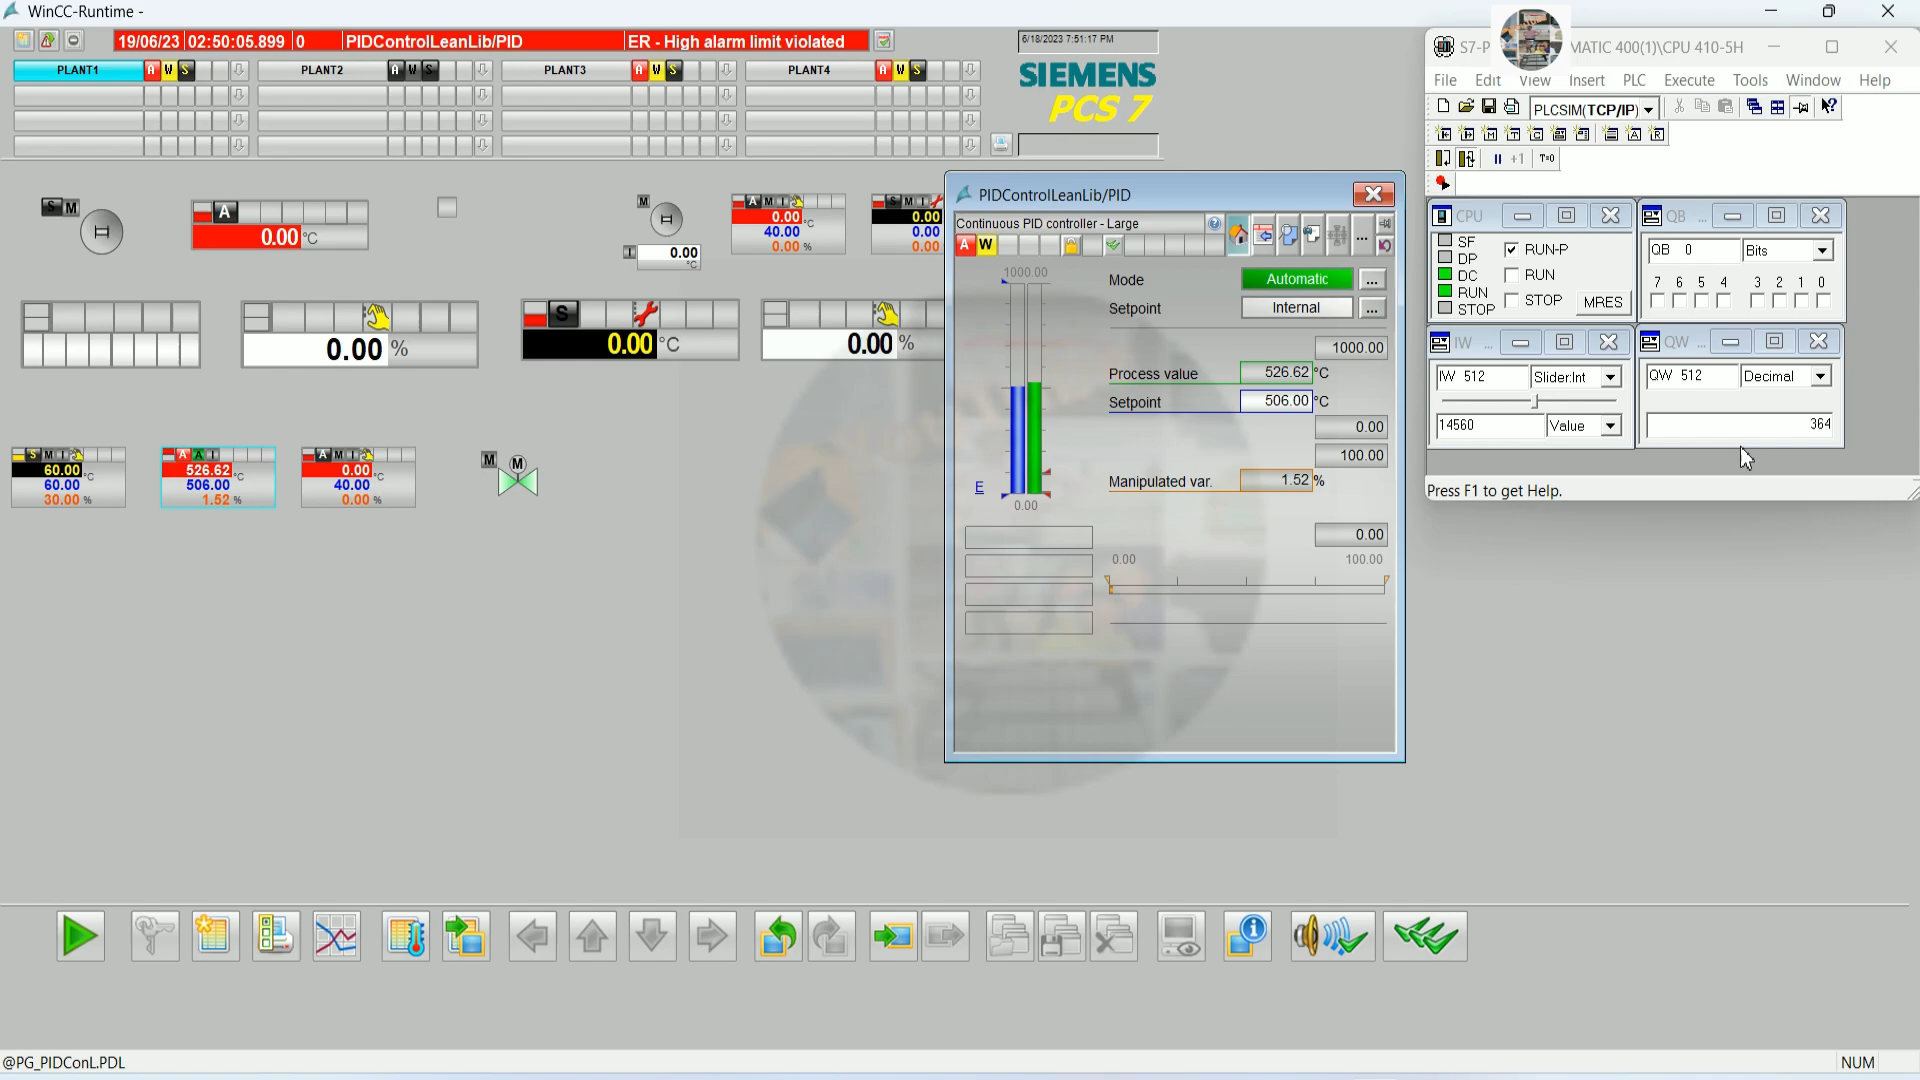 WinCC-Runtime -
19/06/23 02:50:05.899 0 PIDControlLeanLib/PID ER - High alarm limit violated
6/18/2023 7:51:17 PM
PLANT1 A W S
PLANT2 A W S
PLANT3 A W S
PLANT4 A W S
SIEMENS
PCS 7
S M
A
0.00 °C
M
I 0.00
°C
A M I
0.00 °C
40.00
0.00 %
S M I
0.00
0.00
0.00
0.00 %
S
0.00 °C
0.00 %
S M I
60.00 °C
60.00
30.00 %
A A I
526.62 °C
506.00
1.52 %
A M I
0.00 °C
40.00
0.00 %
M M
PIDControlLeanLib/PID
Continuous PID controller - Large
A W ...
1000.00
Mode Automatic ...
Setpoint Internal ...
1000.00
Process value 526.62 °C
Setpoint 506.00 °C
0.00
100.00
E
Manipulated var. 1.52 %
0.00
0.00
0.00 100.00
S7-P MATIC 400(1)\CPU 410-5H
File Edit View Insert PLC Execute Tools Window Help
PLCSIM(TCP/IP)
+1 T=0
CPU
SF
DP
DC
RUN
STOP
RUN-P
RUN
STOP MRES
QB ...
QB 0 Bits
7 6 5 4 3 2 1 0
IW ...
IW 512 Slider:Int
14560 Value
QW ...
QW 512 Decimal
364
Press F1 to get Help.
@PG_PIDConL.PDL
NUM